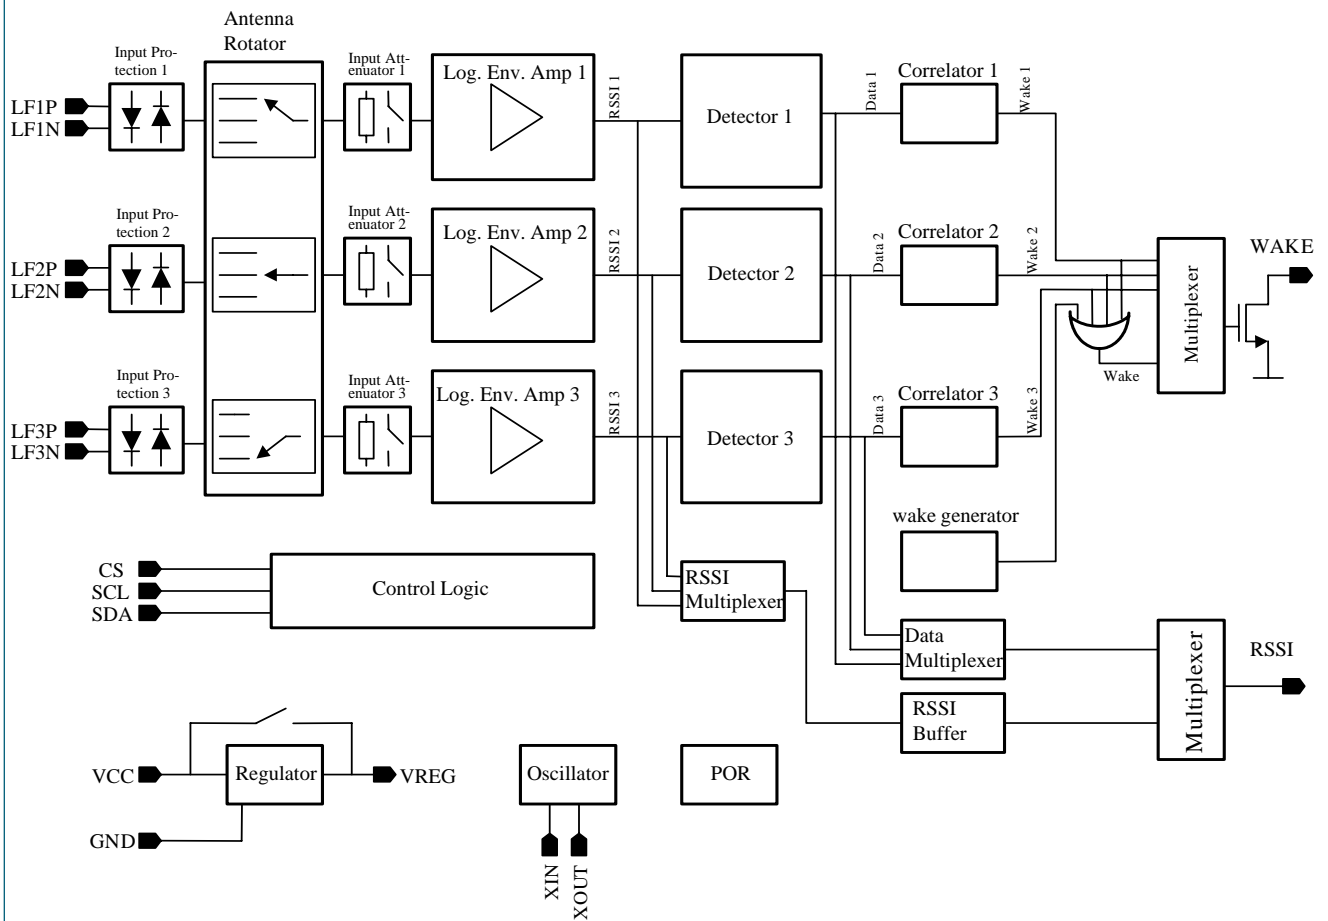 Antenna
Rotator
Input Pro-
tection 1
Input Att-
enuator 1
Log. Env. Amp 1
RSSI 1
Detector 1
Data 1
Correlator 1
Wake 1
LF1P
LF1N
Input Pro-
tection 2
Input Att-
enuator 2
Log. Env. Amp 2
RSSI 2
Detector 2
Data 2
Correlator 2
Wake 2
Multiplexer
WAKE
LF2P
LF2N
Wake
Input Pro-
tection 3
Input Att-
enuator 3
Log. Env. Amp 3
RSSI 3
Detector 3
Data 3
Correlator 3
Wake 3
LF3P
LF3N
wake generator
CS
SCL
SDA
Control Logic
RSSI
Multiplexer
Data
Multiplexer
RSSI
Buffer
Multiplexer
RSSI
VCC
Regulator
VREG
GND
Oscillator
POR
XIN
XOUT